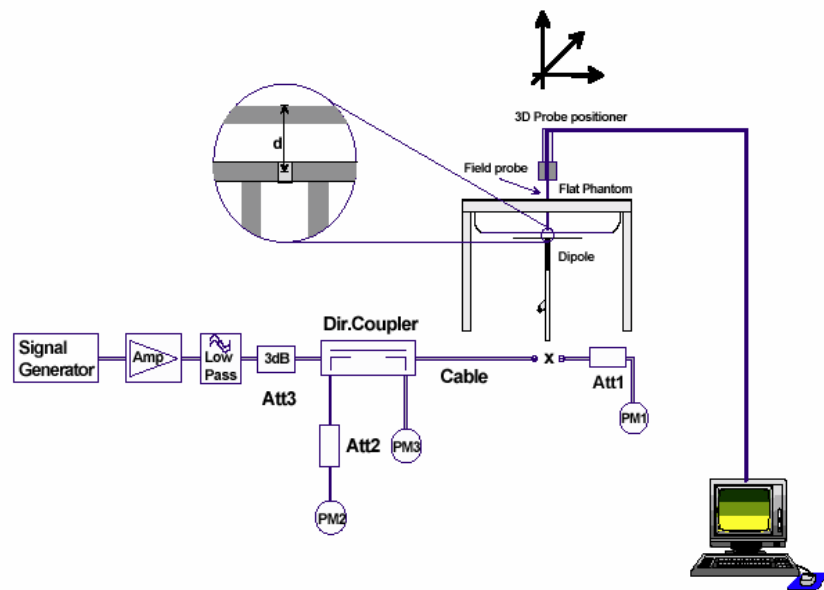 3D Probe positioner
d
Field probe
Flat Phantom
Dipole
Dir.Coupler
Signal
Generator
Amp
Low
Pass
3dB
Cable
x
Att1
Att3
PM1
Att2
PM3
PM2